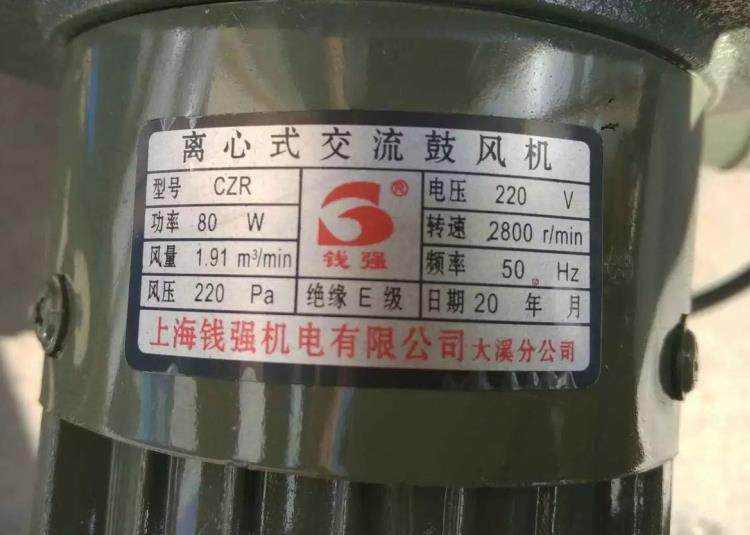 离心式交流鼓风机
型号 CZR
功率 80 W
风量 1.91 m³/min
风压 220 Pa
®
钱强
绝缘 E 级
电压 220 V
转速 2800 r/min
频率 50 Hz
日期 20 年 月
上海钱强机电有限公司大溪分公司